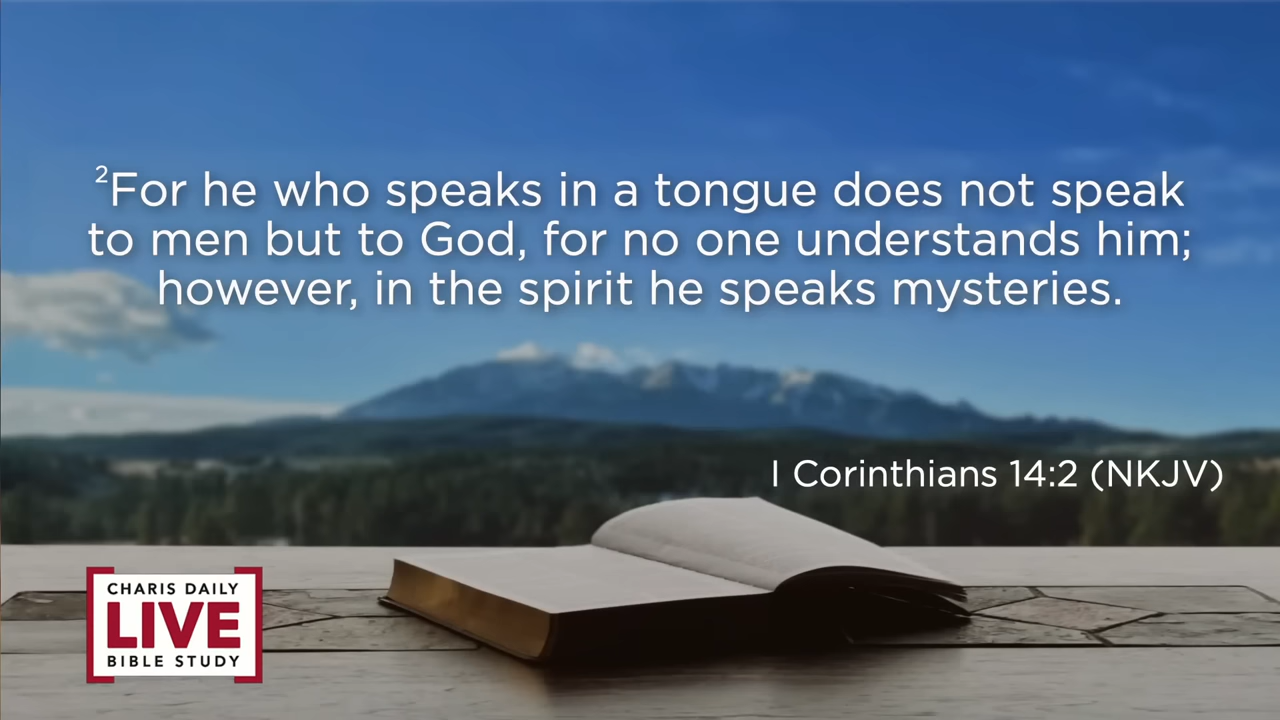 ²For he who speaks in a tongue does not speak
to men but to God, for no one understands him;
however, in the spirit he speaks mysteries.
I Corinthians 14:2 (NKJV)
CHARIS DAILY
LIVE
BIBLE STUDY